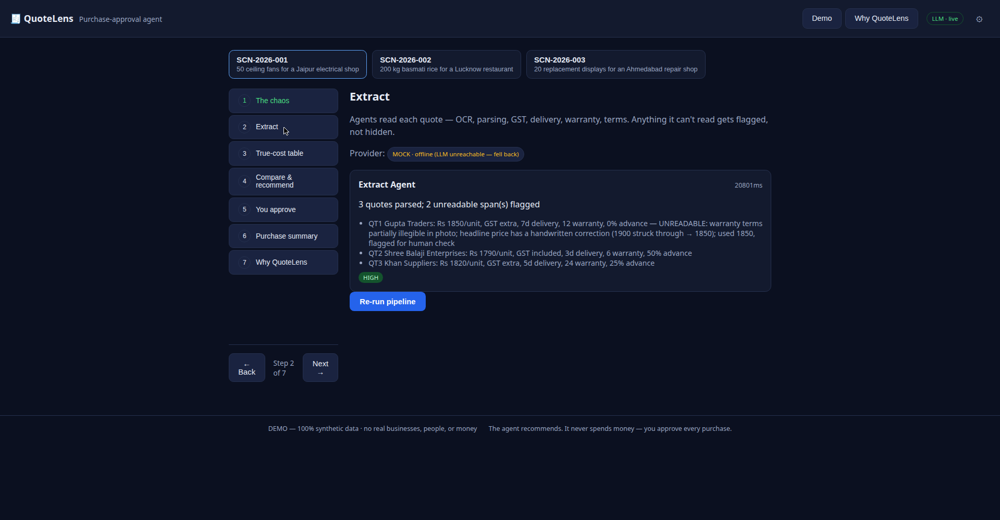 🧾 QuoteLens Purchase-approval agent
Demo
Why QuoteLens
LLM · live
⚙
SCN-2026-001
50 ceiling fans for a Jaipur electrical shop
SCN-2026-002
200 kg basmati rice for a Lucknow restaurant
SCN-2026-003
20 replacement displays for an Ahmedabad repair shop
1 The chaos
2 Extract
3 True-cost table
4 Compare &
recommend
5 You approve
6 Purchase summary
7 Why QuoteLens
←
Back
Step 2
of 7
Next
→
Extract
Agents read each quote — OCR, parsing, GST, delivery, warranty, terms. Anything it can't read gets flagged,
not hidden.
Provider: MOCK · offline (LLM unreachable — fell back)
Extract Agent 20801ms
3 quotes parsed; 2 unreadable span(s) flagged
• QT1 Gupta Traders: Rs 1850/unit, GST extra, 7d delivery, 12 warranty, 0% advance — UNREADABLE: warranty terms
partially illegible in photo; headline price has a handwritten correction (1900 struck through → 1850); used 1850,
flagged for human check
• QT2 Shree Balaji Enterprises: Rs 1790/unit, GST included, 3d delivery, 6 warranty, 50% advance
• QT3 Khan Suppliers: Rs 1820/unit, GST extra, 5d delivery, 24 warranty, 25% advance
HIGH
Re-run pipeline
DEMO — 100% synthetic data · no real businesses, people, or money The agent recommends. It never spends money — you approve every purchase.